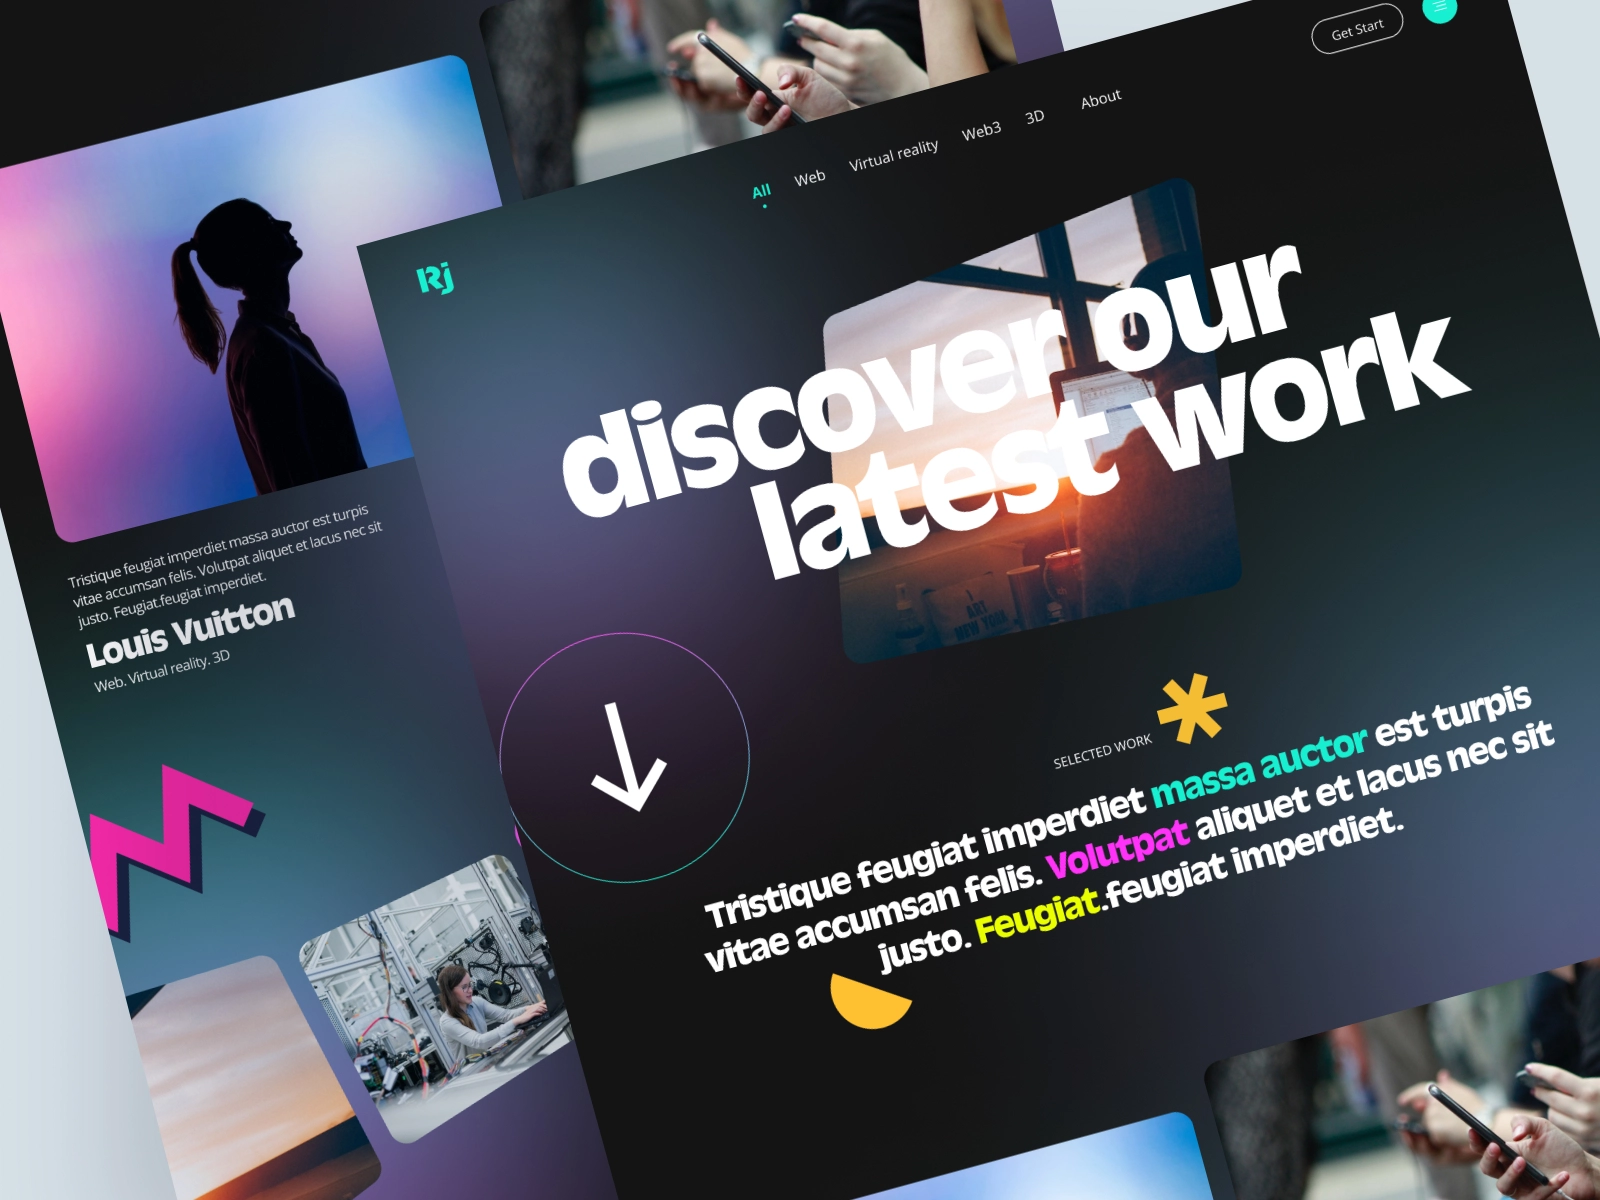 Get Start
All Web Virtual reality Web3 3D About
Rj
discover our
latest work
SELECTED WORK
Tristique feugiat imperdiet massa auctor est turpis
vitae accumsan felis. Volutpat aliquet et lacus nec sit
justo. Feugiat.feugiat imperdiet.
Tristique feugiat imperdiet massa auctor est turpis
vitae accumsan felis. Volutpat aliquet et lacus nec sit
justo. Feugiat.feugiat imperdiet.
Louis Vuitton
Web. Virtual reality. 3D
I
ART
NEW YORK